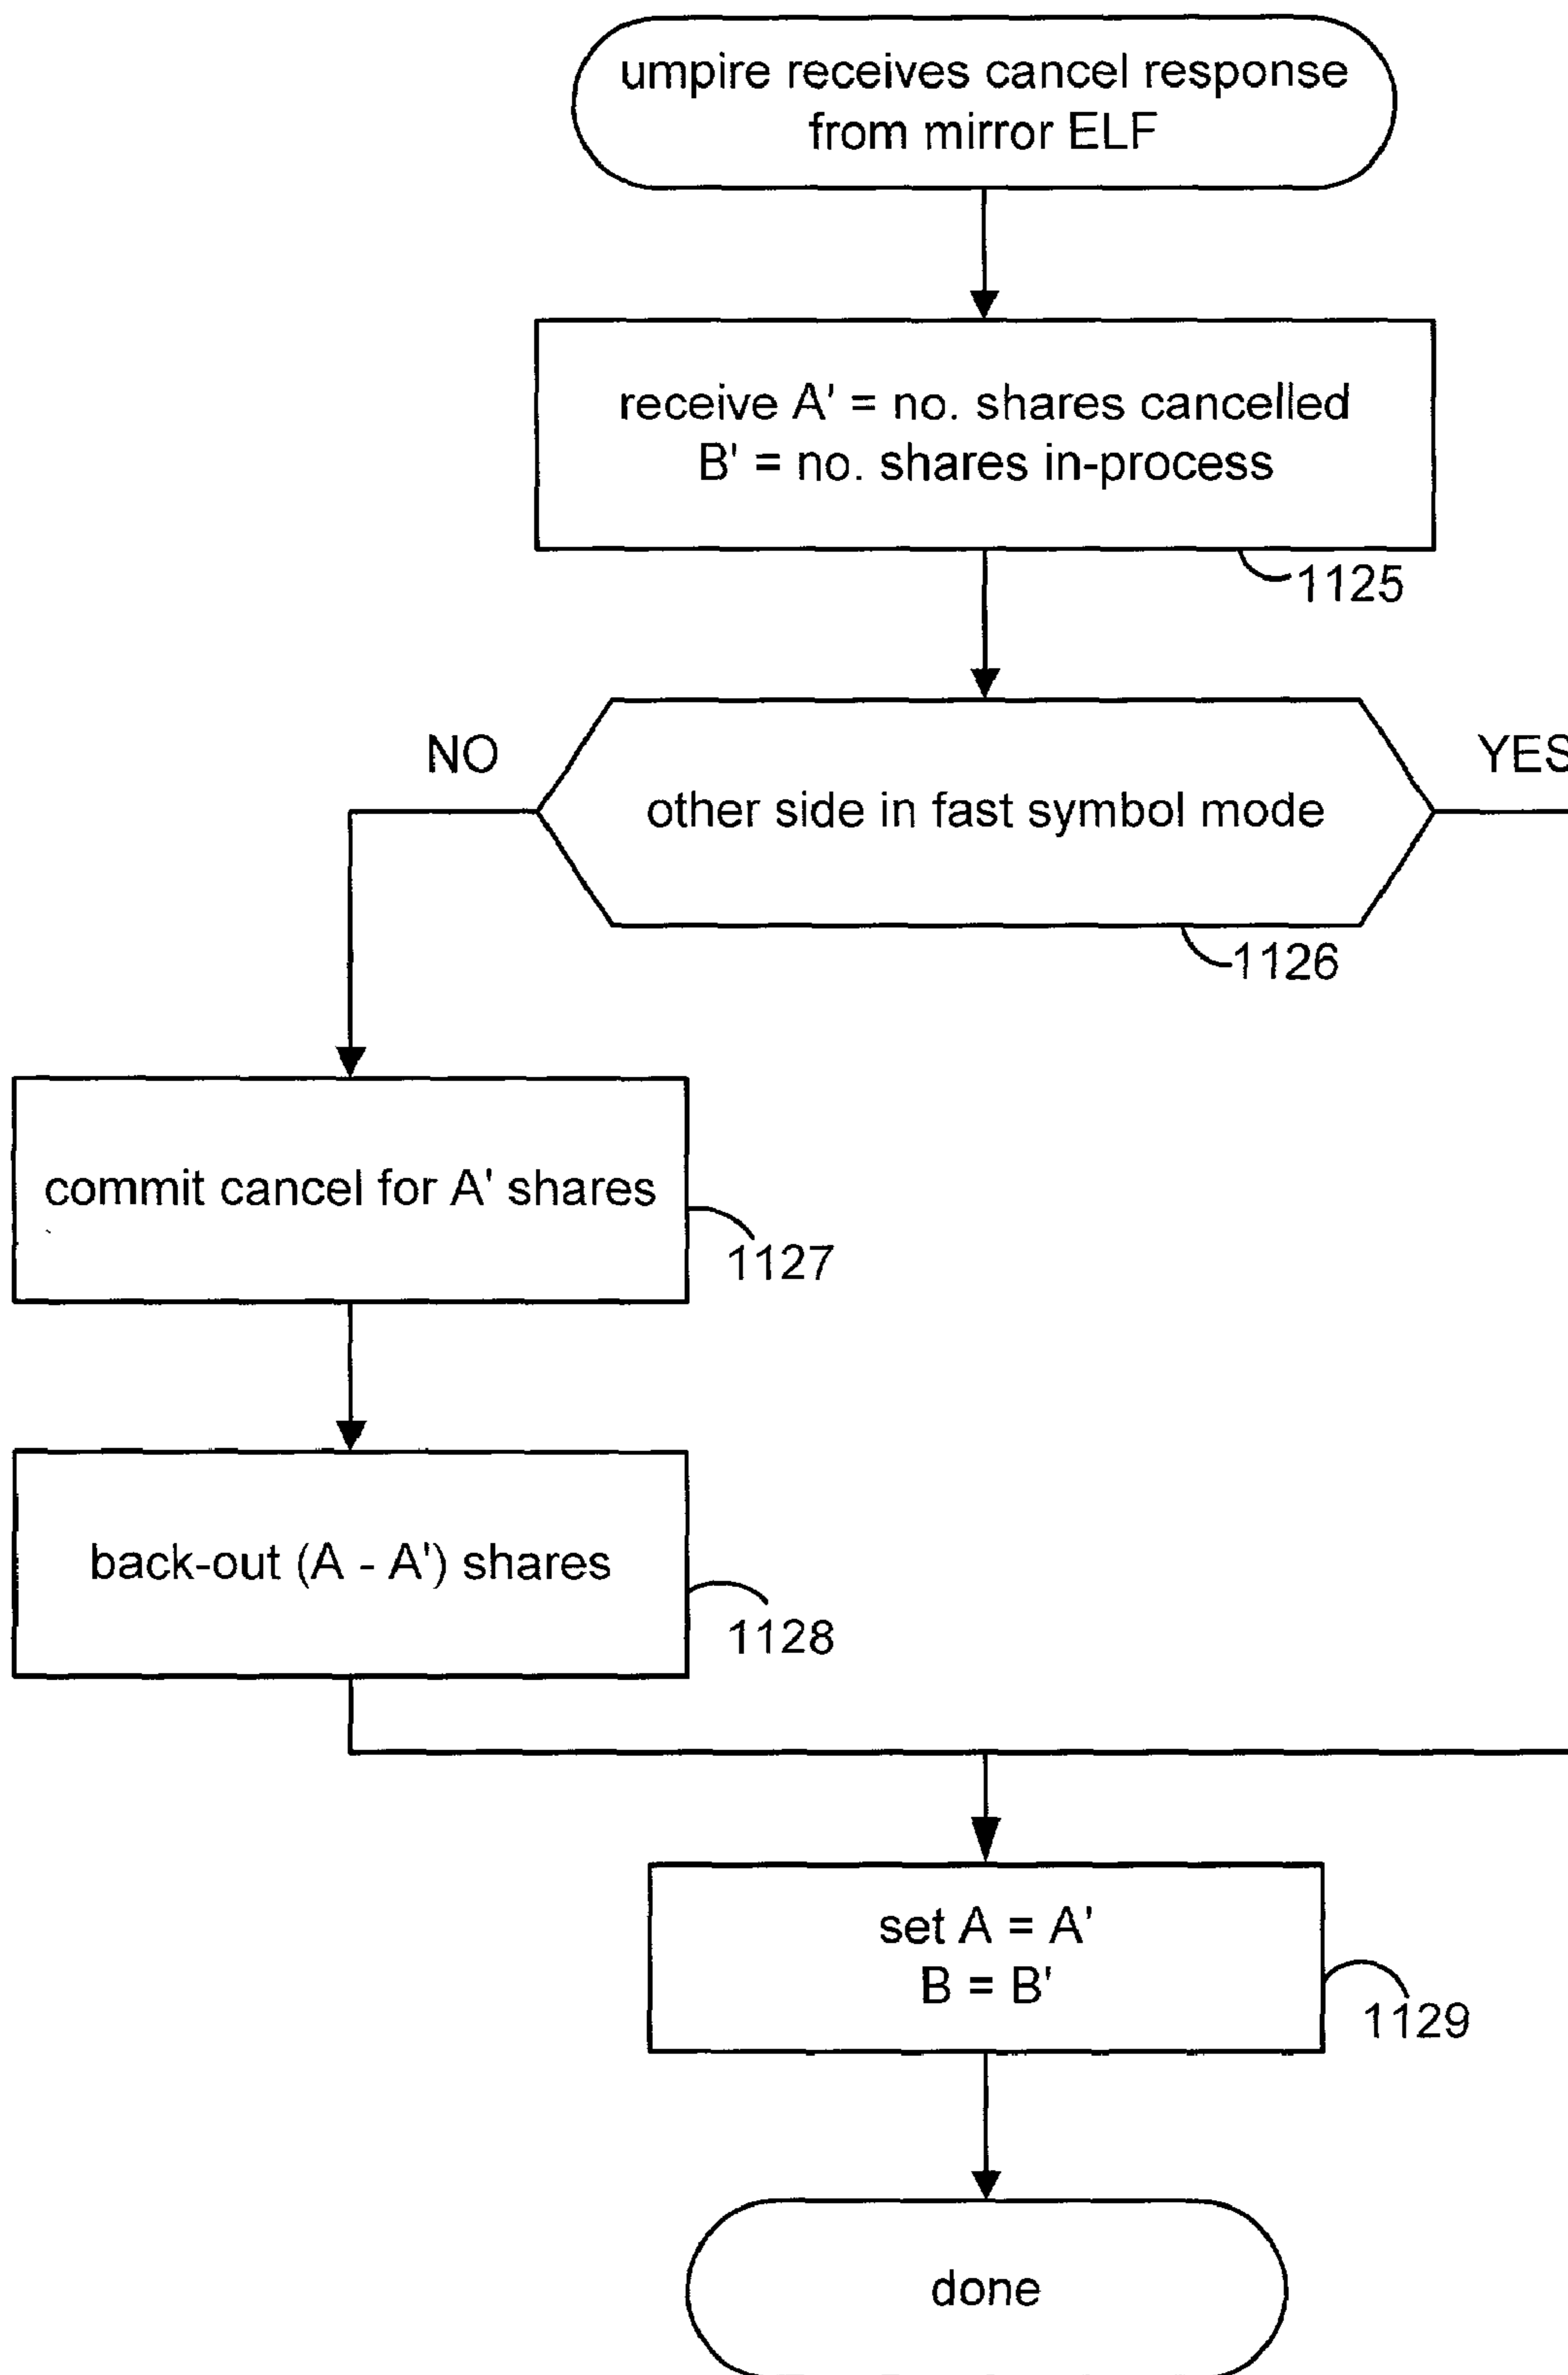 umpire receives cancel response
from mirror ELF
receive A' = no. shares cancelled
B' = no. shares in-process
1125
NO
YES
other side in fast symbol mode
1126
commit cancel for A' shares
1127
back-out (A - A') shares
1128
set A = A'
B = B'
1129
done